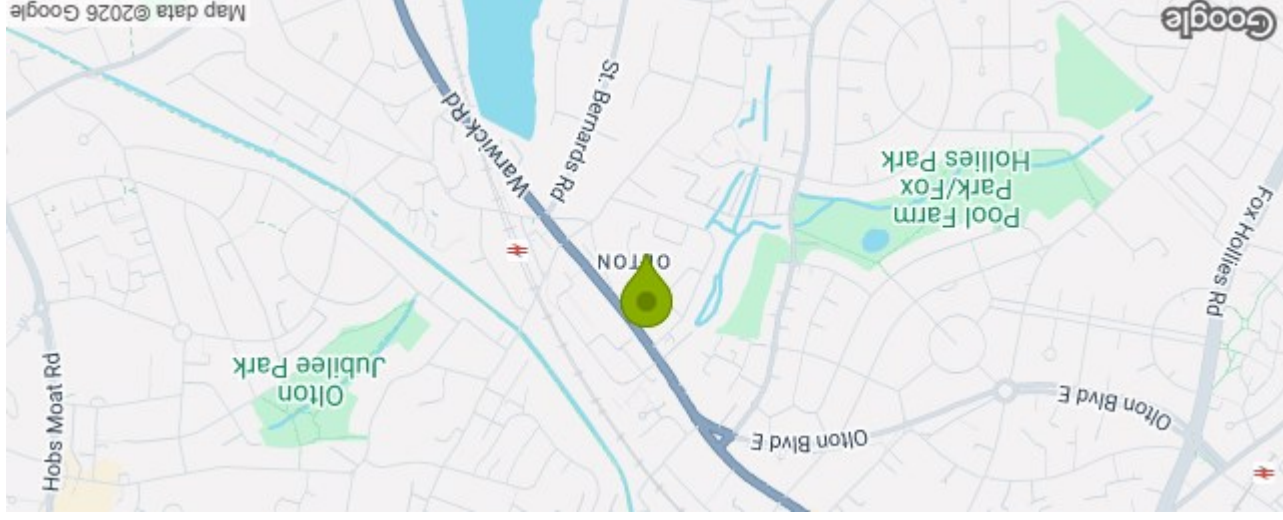 Olton Blvd E
Olton Blvd E
Hobs Moat Rd
Olton
Jubilee Park
Fox Hollies Rd
OLTON
Pool Farm
Park/Fox
Hollies Park
St. Bernards Rd
Warwick Rd
Google
Map data ©2026 Google